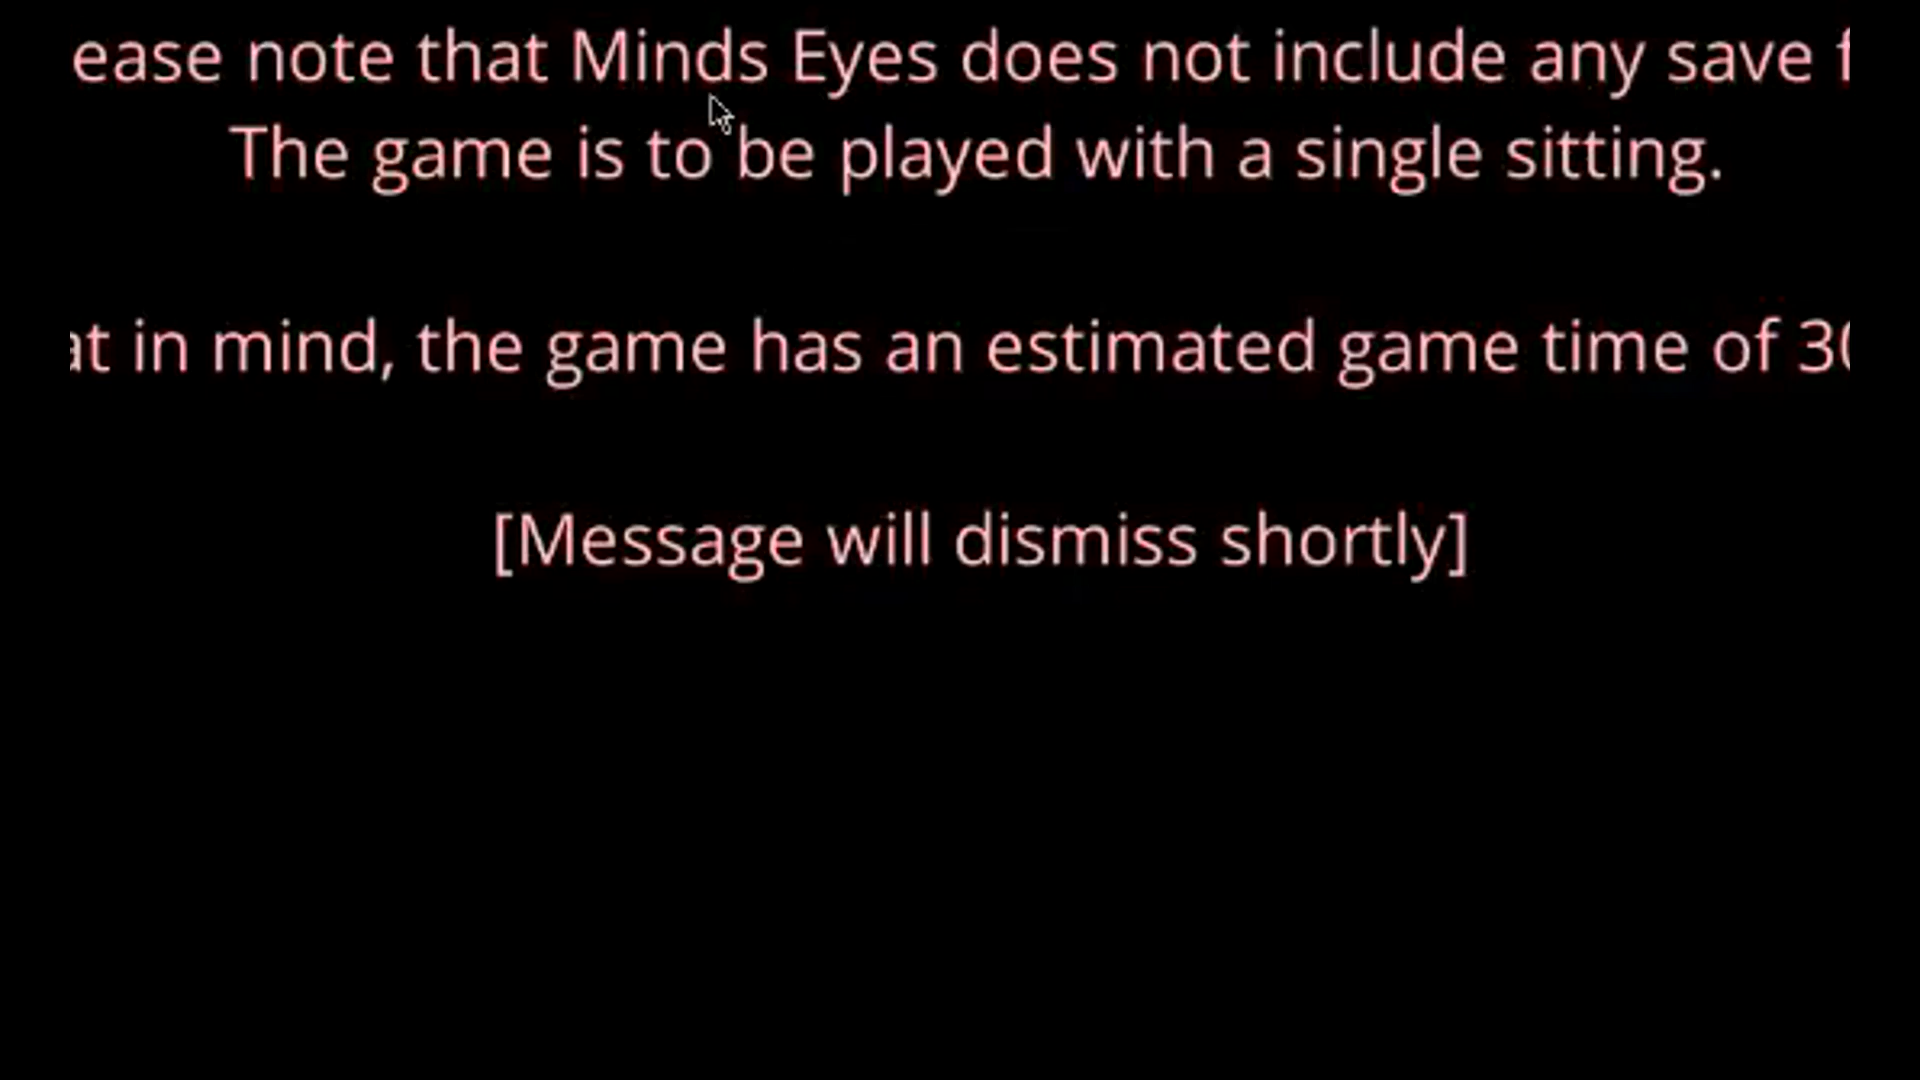 ease note that Minds Eyes does not include any save
The game is to be played with a single sitting.
in mind, the game has an estimated game time of
[Message will dismiss shortly]